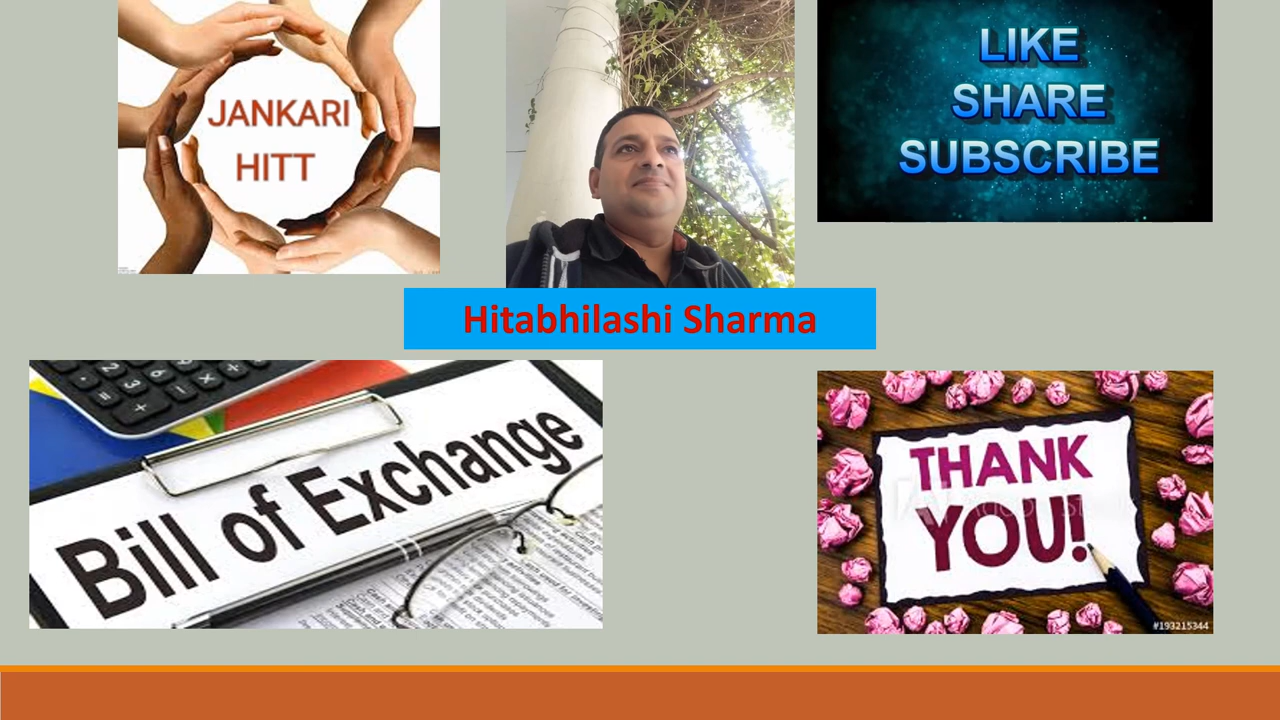 JANKARI
HITT
LIKE
SHARE
SUBSCRIBE
Hitabhilashi Sharma
Bill of Exchange
THANK
YOU!
#193215344